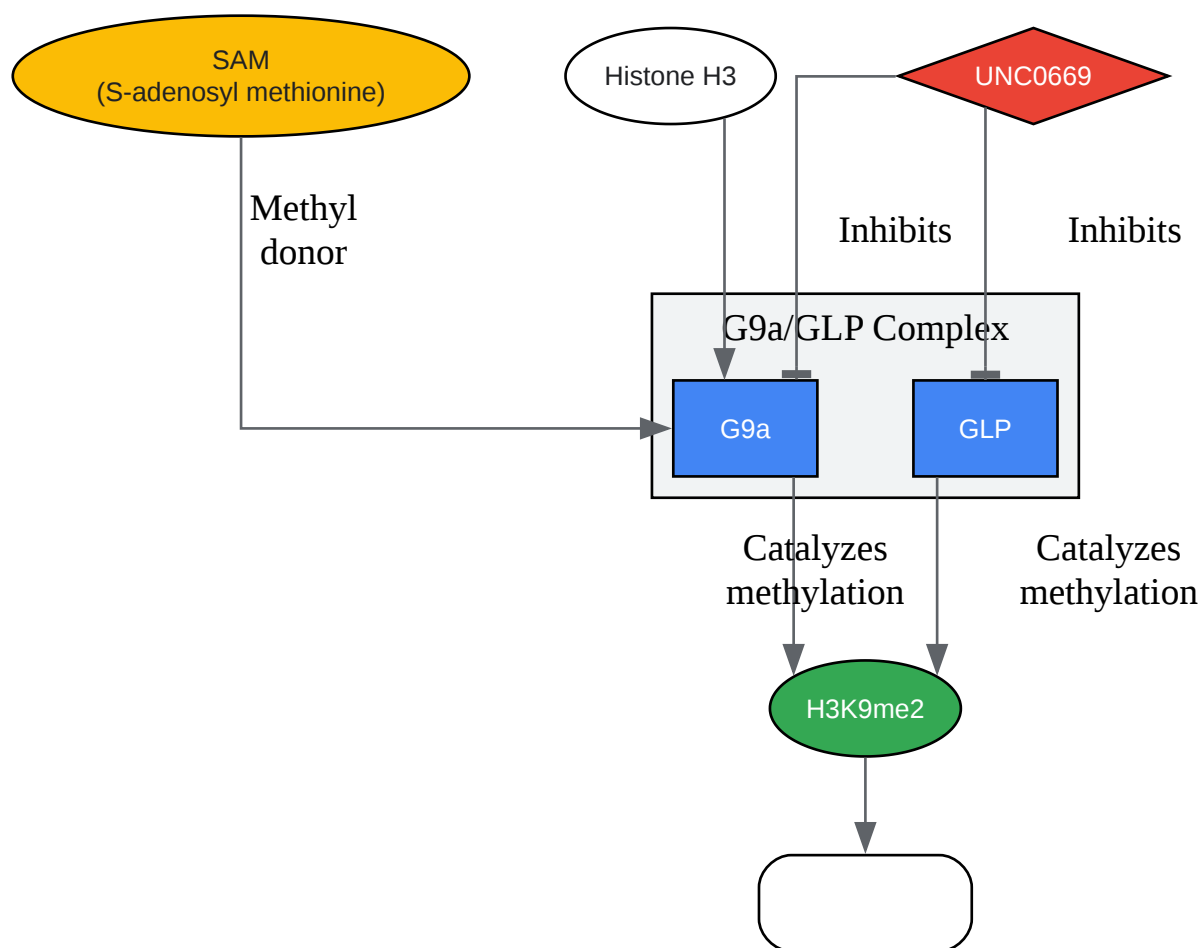 SAM
(S-adenosyl methionine)
Histone H3
UNC0669
Methyl
donor
Inhibits
Inhibits
G9a/GLP Complex
G9a
GLP
Catalyzes
methylation
Catalyzes
methylation
H3K9me2